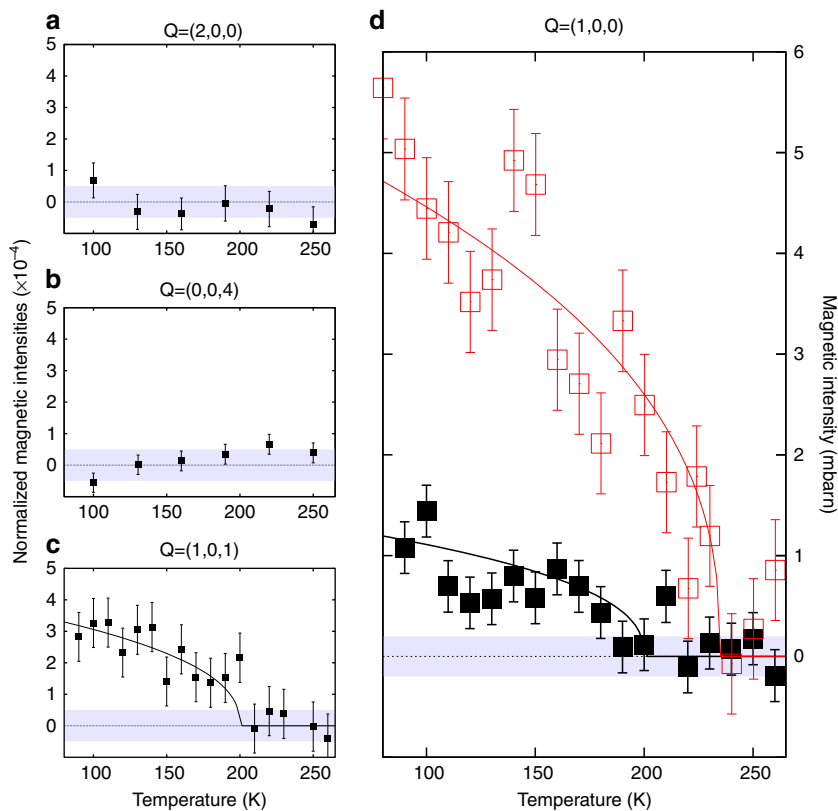 a
Q=(2,0,0)
5
4
3
2
1
0
100 150 200 250
b
Q=(0,0,4)
5
4
3
2
1
0
100 150 200 250
c
Q=(1,0,1)
5
4
3
2
1
0
100 150 200 250
Temperature (K)
Normalized magnetic intensities (×10⁻⁴)
d
Q=(1,0,0)
6
5
4
3
2
1
0
100 150 200 250
Temperature (K)
Magnetic intensity (mbarn)